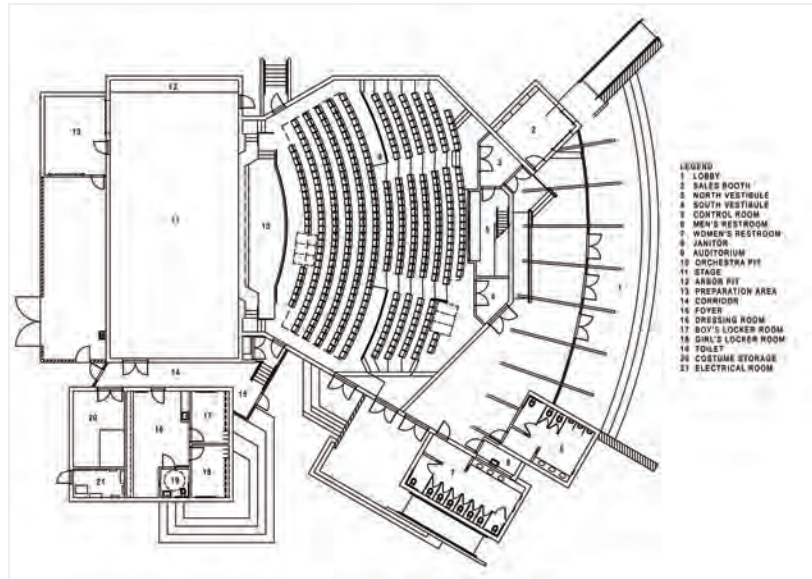 12
13
2
3
11
10
9
5
1
4
14
15
20
16
17
18
19
21
7
8
6
LEGEND
1 LOBBY
2 SALES BOOTH
3 NORTH VESTIBULE
4 SOUTH VESTIBULE
5 CONTROL ROOM
6 MEN'S RESTROOM
7 WOMEN'S RESTROOM
8 JANITOR
9 AUDITORIUM
10 ORCHESTRA PIT
11 STAGE
12 ARBOR PIT
13 PREPARATION AREA
14 CORRIDOR
15 FOYER
16 DRESSING ROOM
17 BOY'S LOCKER ROOM
18 GIRL'S LOCKER ROOM
19 TOILET
20 COSTUME STORAGE
21 ELECTRICAL ROOM